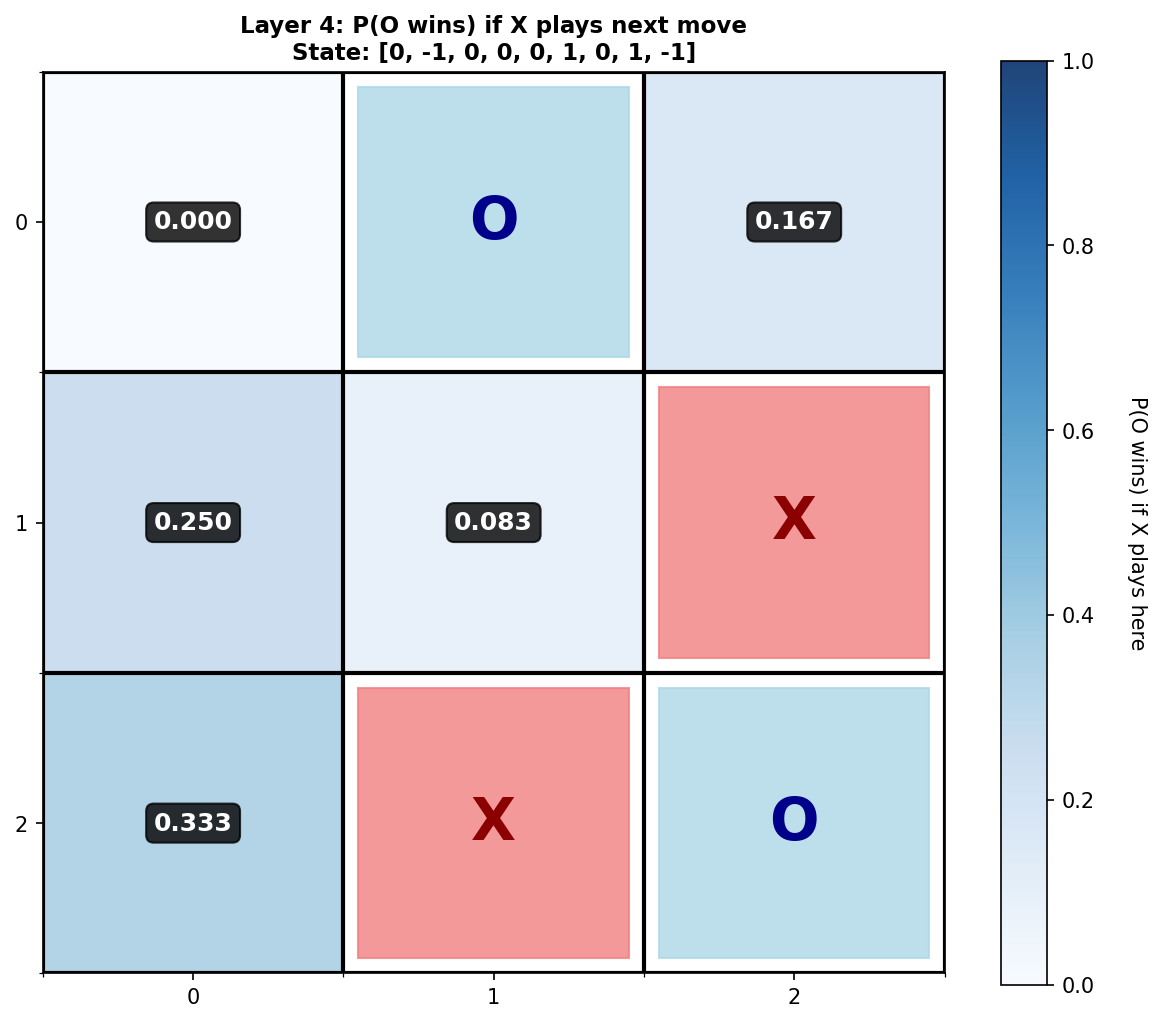 Layer 4: P(O wins) if X plays next move
State: [0, -1, 0, 0, 0, 1, 0, 1, -1]
0
0.000
O
0.167
1
0.250
0.083
X
2
0.333
X
O
0
1
2
1.0
0.8
0.6
0.4
0.2
0.0
P(O wins) if X plays here